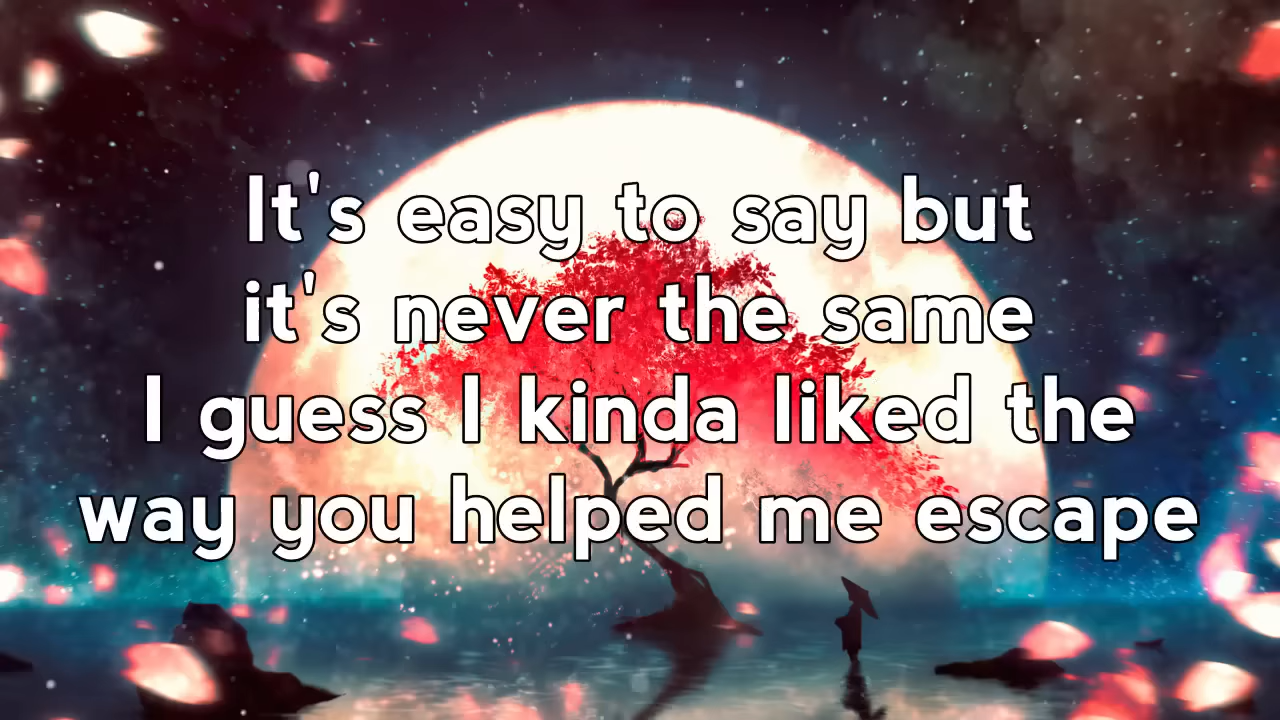 It's easy to say but
it's never the same
I guess I kinda liked the
way you helped me escape